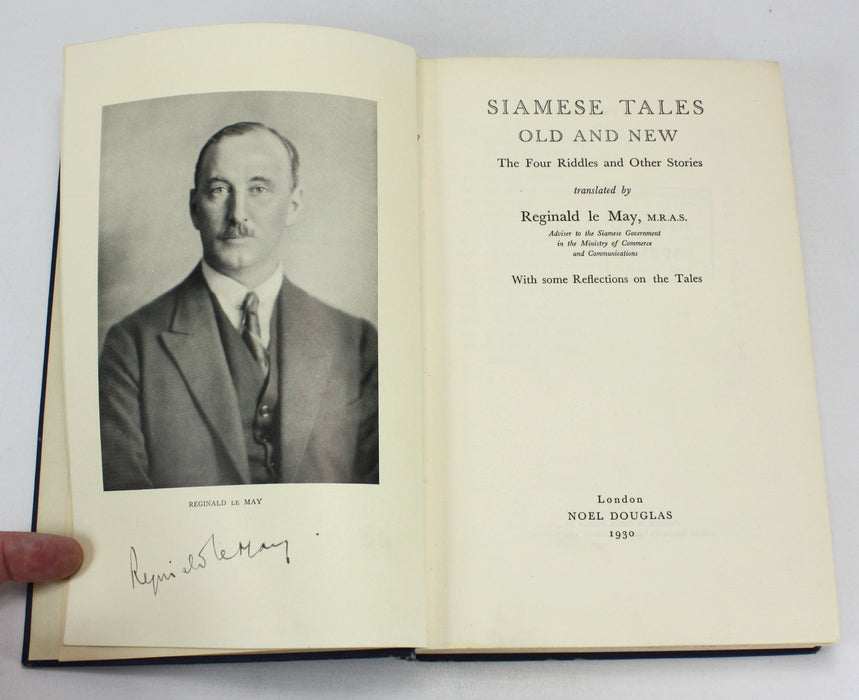 REGINALD LE MAY
Reginald le May
SIAMESE TALES
OLD AND NEW
The Four Riddles and Other Stories
translated by
Reginald le May, M.R.A.S.
Adviser to the Siamese Government
in the Ministry of Commerce
and Communications
With some Reflections on the Tales
London
NOEL DOUGLAS
1930